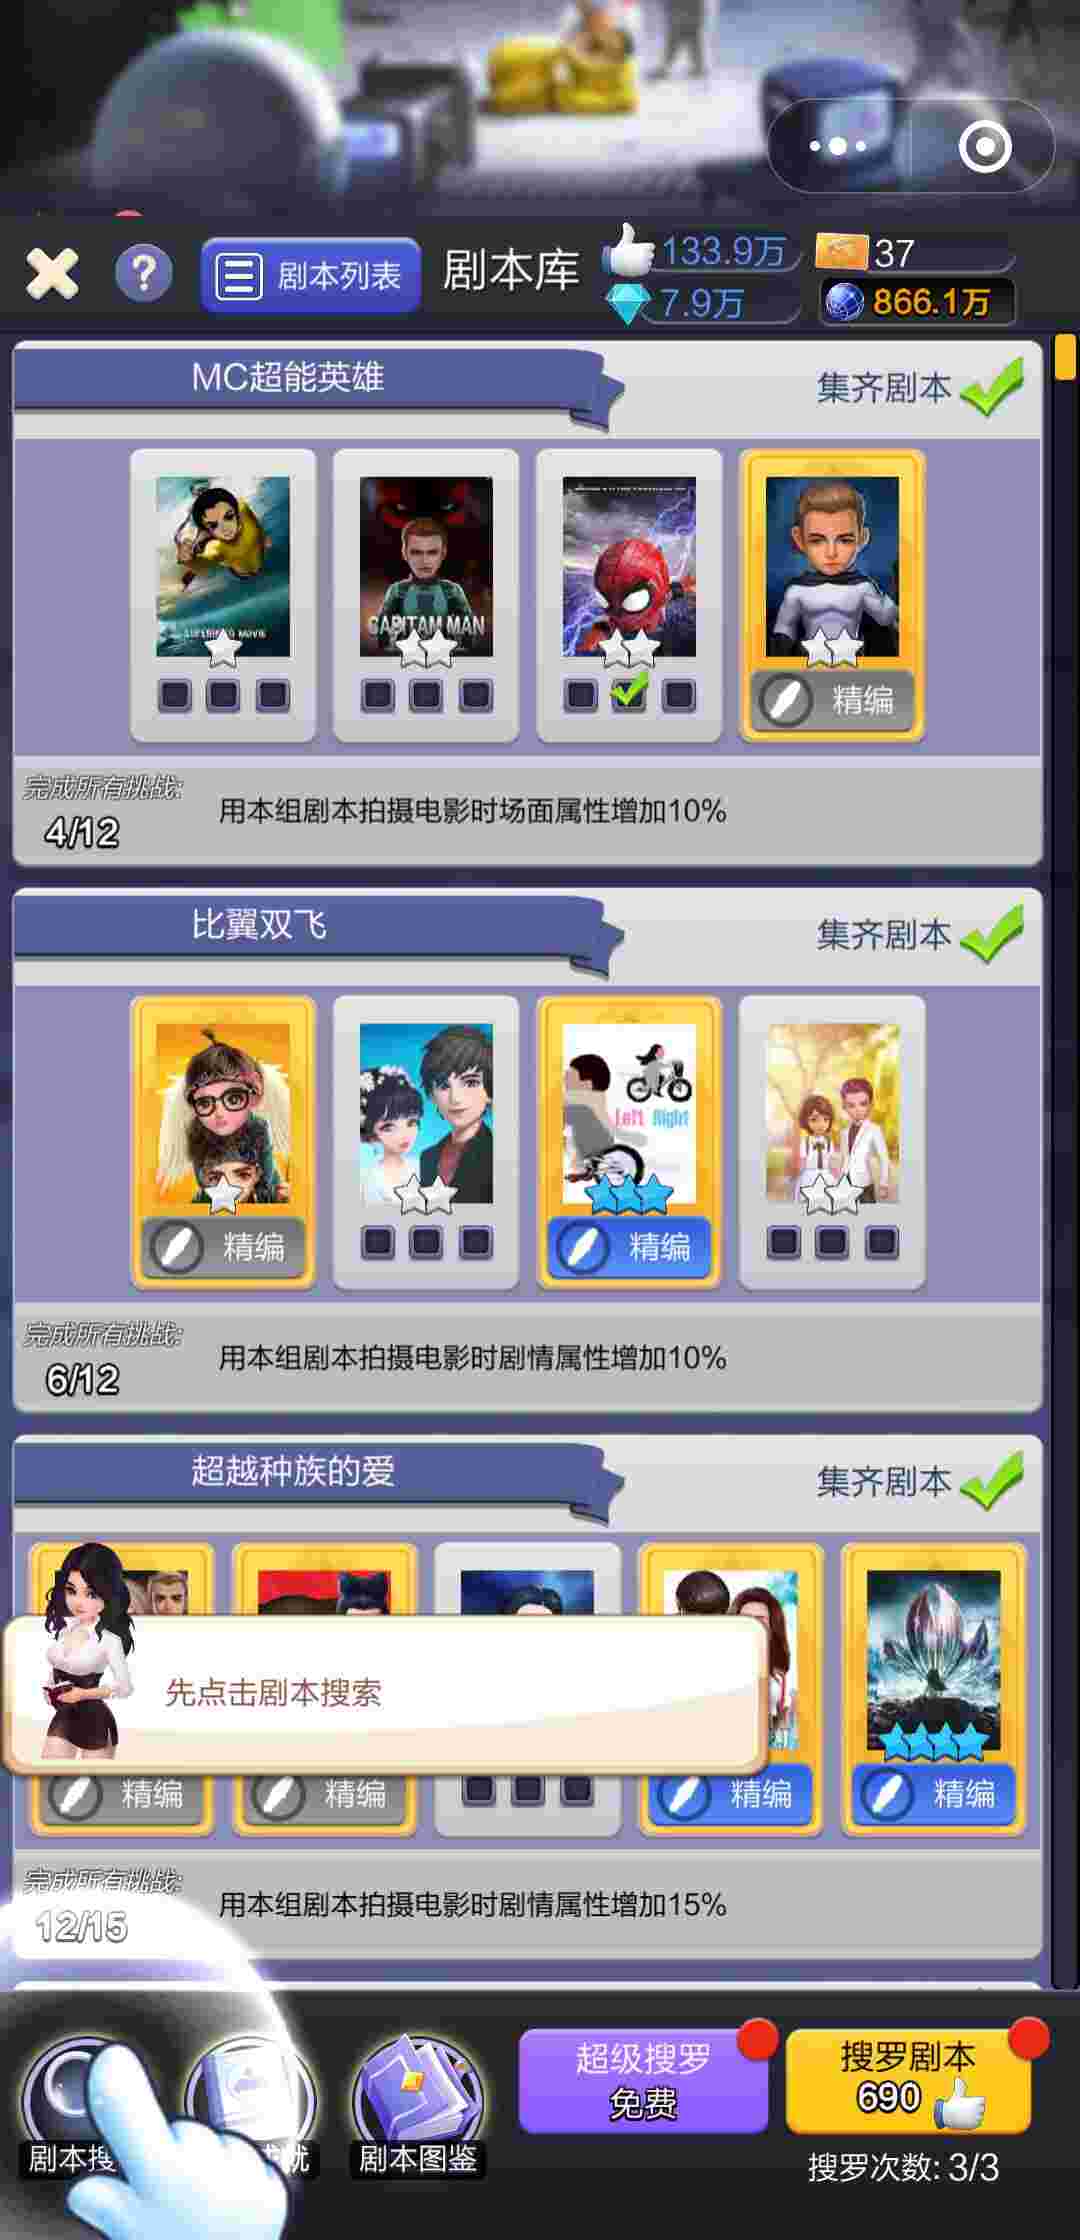 剧本列表
剧本库
133.9万
37
7.9万
866.1万
MC超能英雄
集齐剧本
CAPITAM MAN
精编
完成所有挑战:
4/12
用本组剧本拍摄电影时场面属性增加10%
比翼双飞
集齐剧本
Left Right
精编
精编
完成所有挑战:
6/12
用本组剧本拍摄电影时剧情属性增加10%
超越种族的爱
集齐剧本
先点击剧本搜索
精编
精编
精编
精编
完成所有挑战:
12/15
用本组剧本拍摄电影时剧情属性增加15%
剧本搜
就
剧本图鉴
超级搜罗
免费
搜罗剧本
690
搜罗次数: 3/3